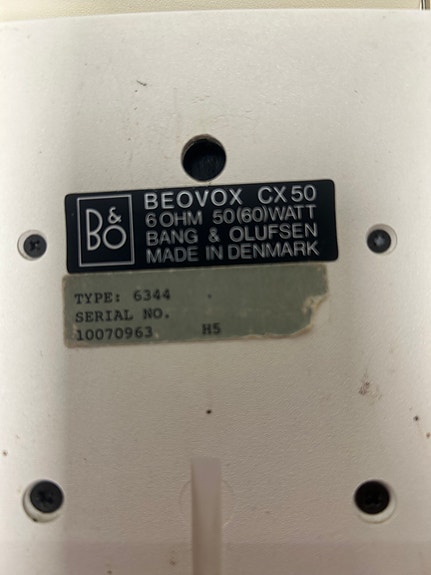 B&O
BEOVOX CX50
6 OHM 50(60)WATT
BANG & OLUFSEN
MADE IN DENMARK
TYPE: 6344
SERIAL NO.
10070963 H5